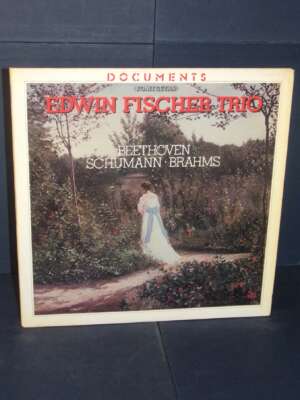 DOCUMENTS
EDWIN FISCHER TRIO
BEETHOVEN
SCHUMANN · BRAHMS